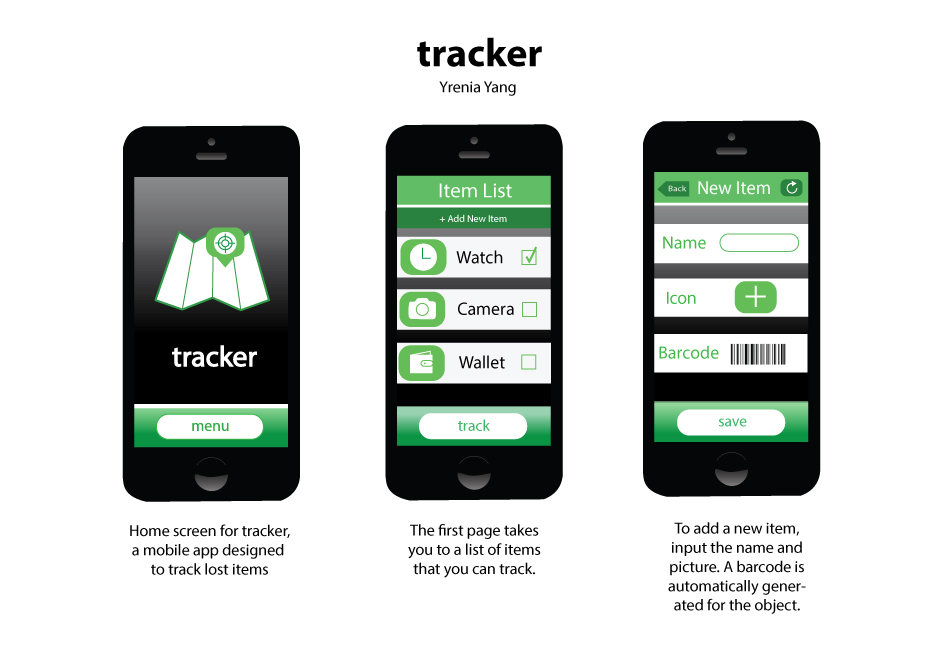 tracker
Yrenia Yang
tracker
menu
Home screen for tracker,
a mobile app designed
to track lost items
Item List
+ Add New Item
Watch
Camera
Wallet
track
The first page takes
you to a list of items
that you can track.
Back
New Item
Name
Icon
Barcode
save
To add a new item,
input the name and
picture. A barcode is
automatically gener-
ated for the object.